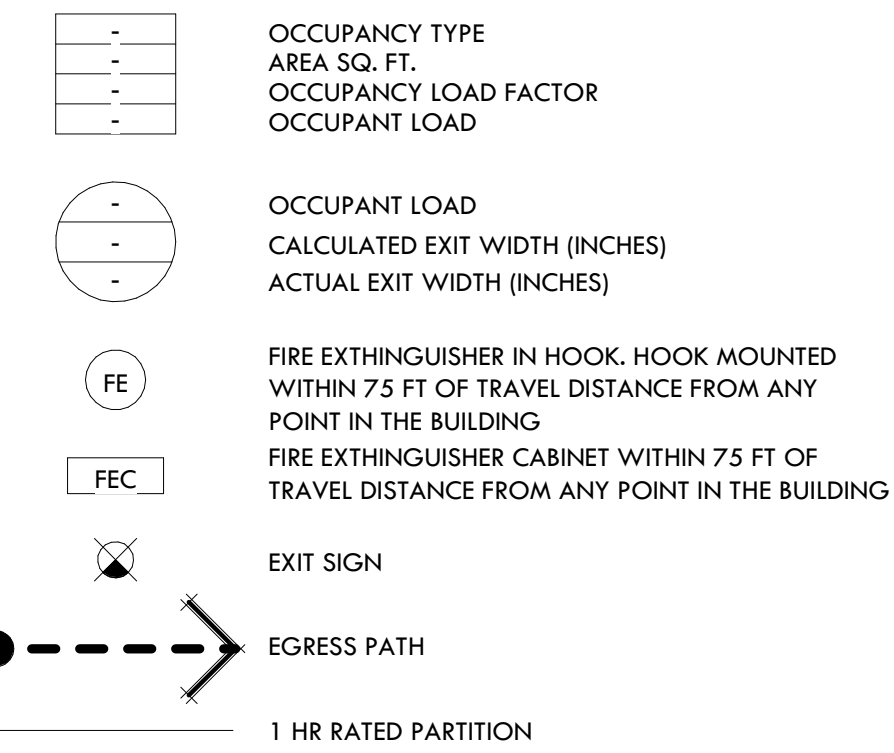 - OCCUPANCY TYPE
- AREA SQ. FT.
- OCCUPANCY LOAD FACTOR
- OCCUPANT LOAD
- OCCUPANT LOAD
- CALCULATED EXIT WIDTH (INCHES)
- ACTUAL EXIT WIDTH (INCHES)
FE
FIRE EXTHINGUISHER IN HOOK. HOOK MOUNTED
WITHIN 75 FT OF TRAVEL DISTANCE FROM ANY
POINT IN THE BUILDING
FEC
FIRE EXTHINGUISHER CABINET WITHIN 75 FT OF
TRAVEL DISTANCE FROM ANY POINT IN THE BUILDING
EXIT SIGN
EGRESS PATH
1 HR RATED PARTITION